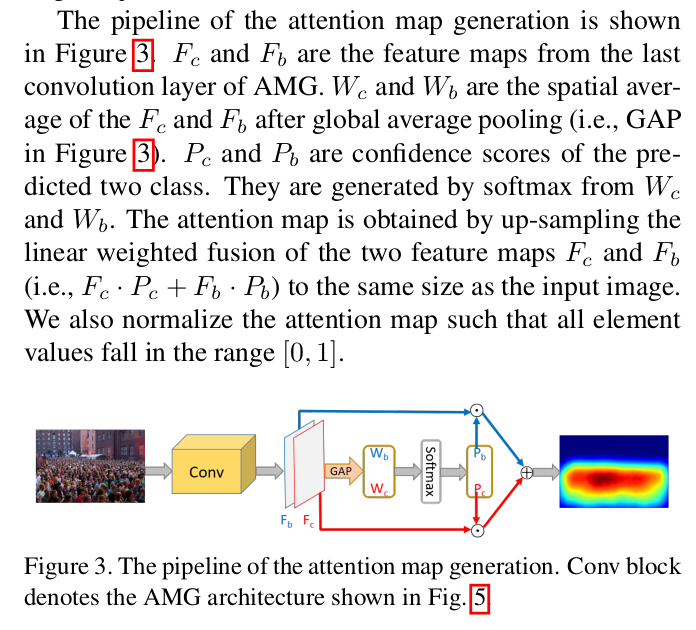 The pipeline of the attention map generation is shown
in Figure 3. F_c and F_b are the feature maps from the last
convolution layer of AMG. W_c and W_b are the spatial aver-
age of the F_c and F_b after global average pooling (i.e., GAP
in Figure 3). P_c and P_b are confidence scores of the pre-
dicted two class. They are generated by softmax from W_c
and W_b. The attention map is obtained by up-sampling the
linear weighted fusion of the two feature maps F_c and F_b
(i.e., F_c · P_c + F_b · P_b) to the same size as the input image.
We also normalize the attention map such that all element
values fall in the range [0, 1].
Conv
F_b F_c
GAP
W_b
W_c
Softmax
P_b
P_c
Figure 3. The pipeline of the attention map generation. Conv block
denotes the AMG architecture shown in Fig. 5